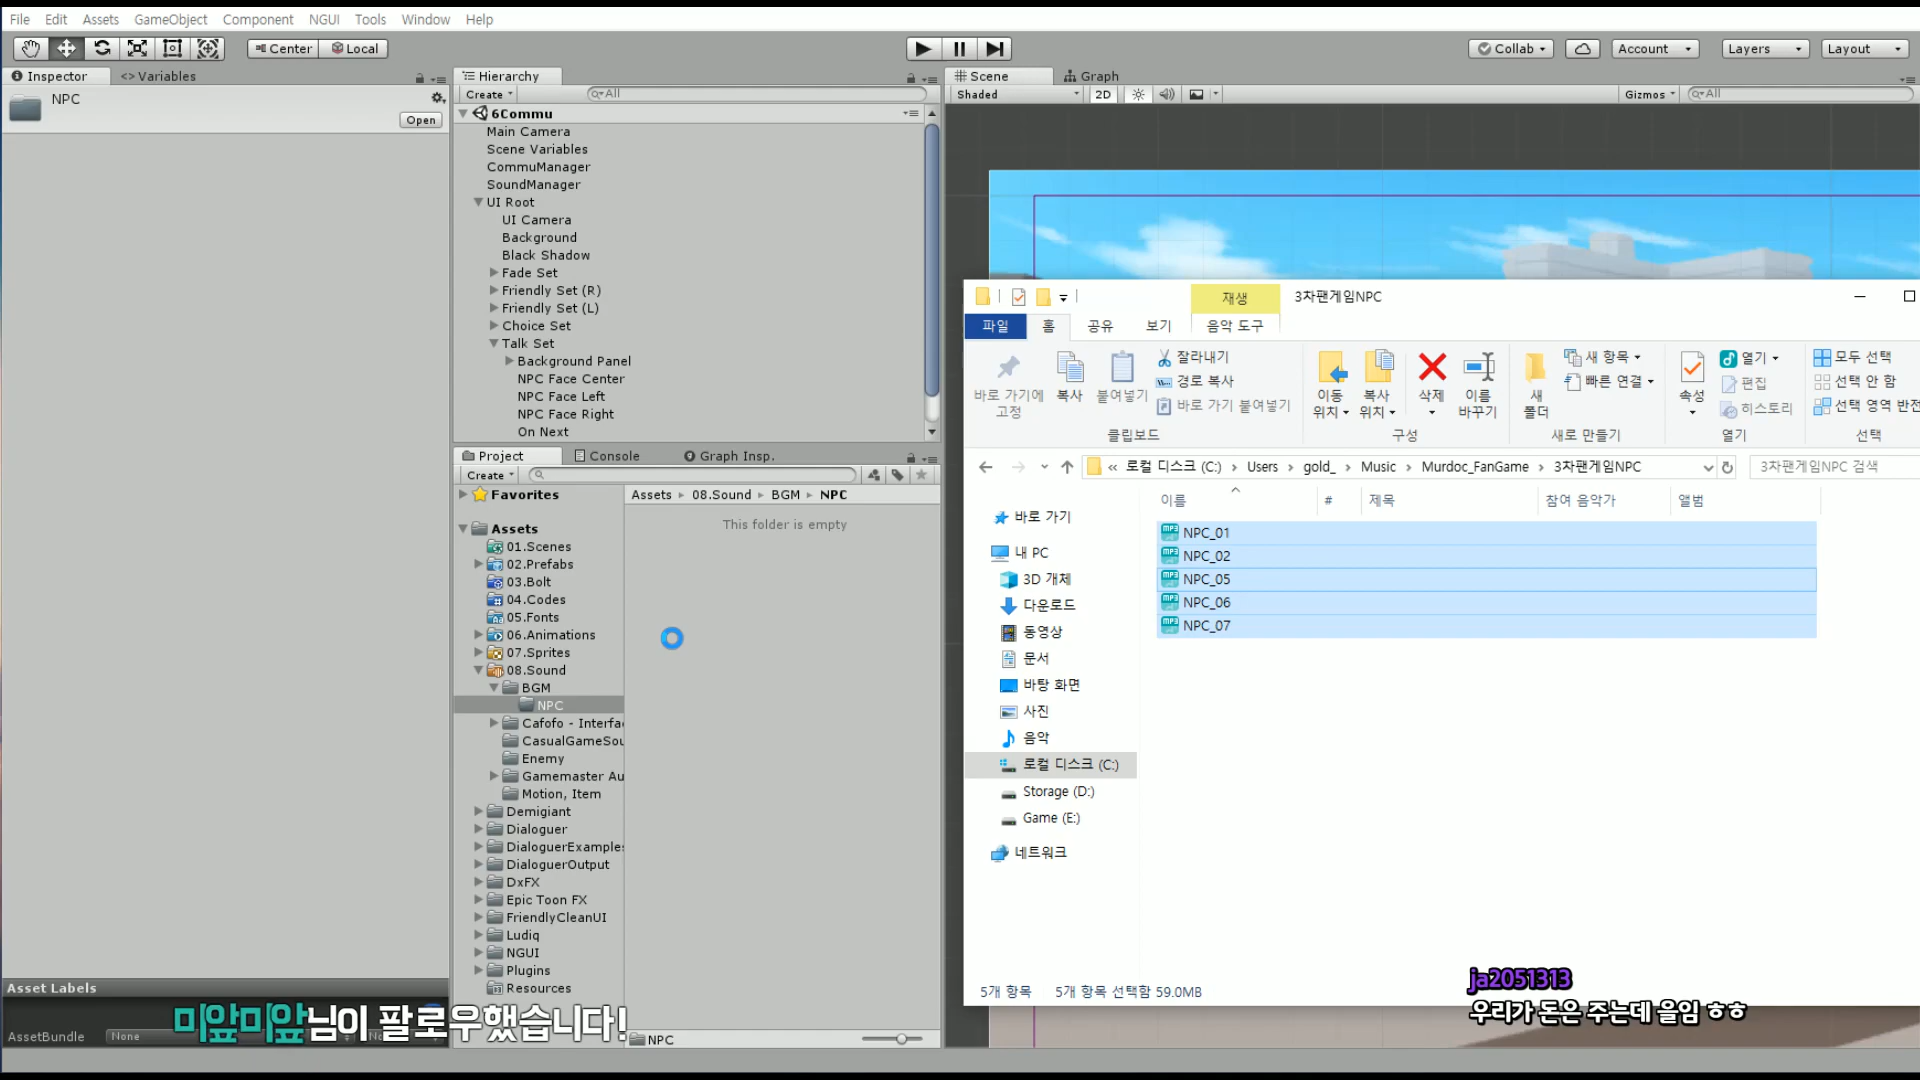 File Edit Assets GameObject Component NGUI Tools Window Help
Center Local
Collab Account Layers Layout
Inspector <> Variables
NPC
Open
Hierarchy
Create All
6Commu
Main Camera
Scene Variables
CommuManager
SoundManager
UI Root
UI Camera
Background
Black Shadow
Fade Set
Friendly Set (R)
Friendly Set (L)
Choice Set
Talk Set
Background Panel
NPC Face Center
NPC Face Left
NPC Face Right
On Next
Scene Graph
Shaded 2D Gizmos All
Project Console Graph Insp.
Create
Favorites
Assets
01.Scenes
02.Prefabs
03.Bolt
04.Codes
05.Fonts
06.Animations
07.Sprites
08.Sound
BGM
NPC
Cafofo - Interfa
CasualGameSou
Enemy
Gamemaster Au
Motion, Item
Demigiant
Dialoguer
DialoguerExample
DialoguerOutput
DxFX
Epic Toon FX
FriendlyCleanUI
Ludiq
NGUI
Plugins
Resources
Assets 08.Sound BGM NPC
This folder is empty
NPC
Asset Labels
AssetBundle None
미앞미앞님이 팔로우했습니다!
재생 3차팬게임NPC
파일 홈 공유 보기 음악 도구
바로 가기에 고정
복사
붙여넣기
잘라내기
경로 복사
바로 가기 붙여넣기
클립보드
이동 위치
복사 위치
삭제
이름 바꾸기
구성
새 폴더
새 항목
빠른 연결
새로 만들기
속성
열기
편집
히스토리
열기
모두 선택
선택 안 함
선택 영역 반전
선택
« 로컬 디스크 (C:) › Users › gold_ › Music › Murdoc_FanGame › 3차팬게임NPC
3차팬게임NPC 검색
이름 # 제목 참여 음악가 앨범
NPC_01
NPC_02
NPC_05
NPC_06
NPC_07
바로 가기
내 PC
3D 개체
다운로드
동영상
문서
바탕 화면
사진
음악
로컬 디스크 (C:)
Storage (D:)
Game (E:)
네트워크
5개 항목 5개 항목 선택함 59.0MB
ja2051313
우리가 돈은 주는데 올임 ㅎㅎ